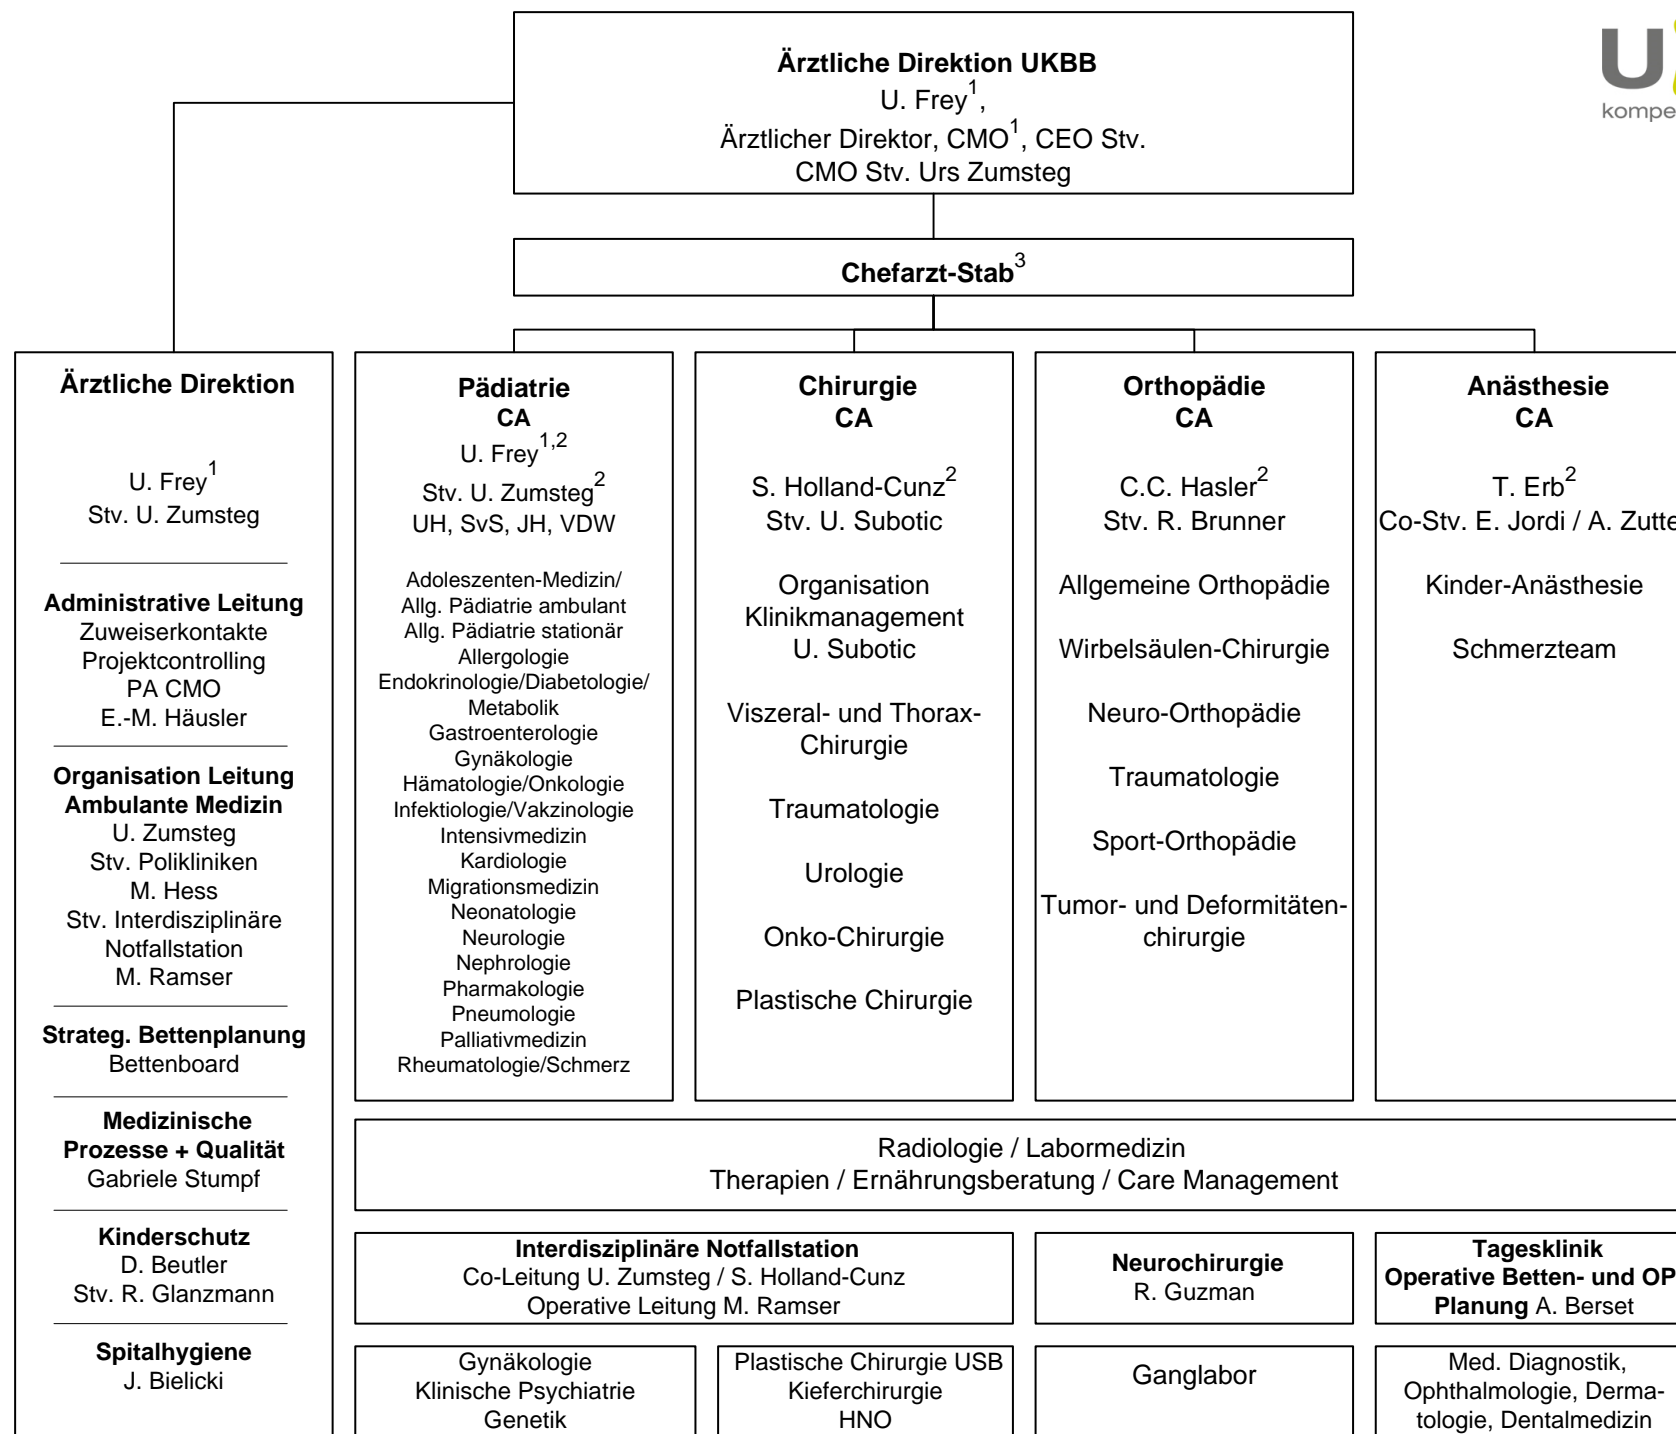 Ärztliche Direktion UKBB
U. Frey1,
Ärztlicher Direktor, CMO1, CEO Stv.
CMO Stv. Urs Zumsteg
U
kompe
Chefarzt-Stab3
Ärztliche Direktion
U. Frey1
Stv. U. Zumsteg
Administrative Leitung
Zuweiserkontakte
Projektcontrolling
PA CMO
E.-M. Häusler
Organisation Leitung
Ambulante Medizin
U. Zumsteg
Stv. Polikliniken
M. Hess
Stv. Interdisziplinäre
Notfallstation
M. Ramser
Strateg. Bettenplanung
Bettenboard
Medizinische
Prozesse + Qualität
Gabriele Stumpf
Kinderschutz
D. Beutler
Stv. R. Glanzmann
Spitalhygiene
J. Bielicki
Pädiatrie
CA
U. Frey1,2
Stv. U. Zumsteg2
UH, SvS, JH, VDW
Adoleszenten-Medizin/
Allg. Pädiatrie ambulant
Allg. Pädiatrie stationär
Allergologie
Endokrinologie/Diabetologie/
Metabolik
Gastroenterologie
Gynäkologie
Hämatologie/Onkologie
Infektiologie/Vakzinologie
Intensivmedizin
Kardiologie
Migrationsmedizin
Neonatologie
Neurologie
Nephrologie
Pharmakologie
Pneumologie
Palliativmedizin
Rheumatologie/Schmerz
Chirurgie
CA
S. Holland-Cunz2
Stv. U. Subotic
Organisation
Klinikmanagement
U. Subotic
Viszeral- und Thorax-
Chirurgie
Traumatologie
Urologie
Onko-Chirurgie
Plastische Chirurgie
Orthopädie
CA
C.C. Hasler2
Stv. R. Brunner
Allgemeine Orthopädie
Wirbelsäulen-Chirurgie
Neuro-Orthopädie
Traumatologie
Sport-Orthopädie
Tumor- und Deformitäten-
chirurgie
Anästhesie
CA
T. Erb2
Co-Stv. E. Jordi / A. Zutte
Kinder-Anästhesie
Schmerzteam
Radiologie / Labormedizin
Therapien / Ernährungsberatung / Care Management
Interdisziplinäre Notfallstation
Co-Leitung U. Zumsteg / S. Holland-Cunz
Operative Leitung M. Ramser
Neurochirurgie
R. Guzman
Tagesklinik
Operative Betten- und OP
Planung A. Berset
Gynäkologie
Klinische Psychiatrie
Genetik
Plastische Chirurgie USB
Kieferchirurgie
HNO
Ganglabor
Med. Diagnostik,
Ophthalmologie, Derma-
tologie, Dentalmedizin